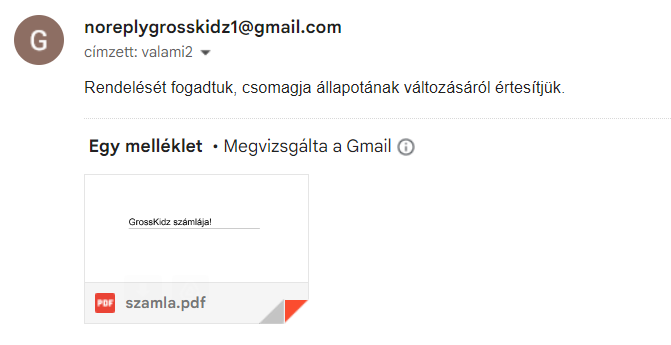 G
noreplygrosskidz1@gmail.com
címzett: valami2
Rendelését fogadtuk, csomagja állapotának változásáról értesítjük.
Egy melléklet • Megvizsgálta a Gmail
GrossKidz számlája!
PDF szamla.pdf